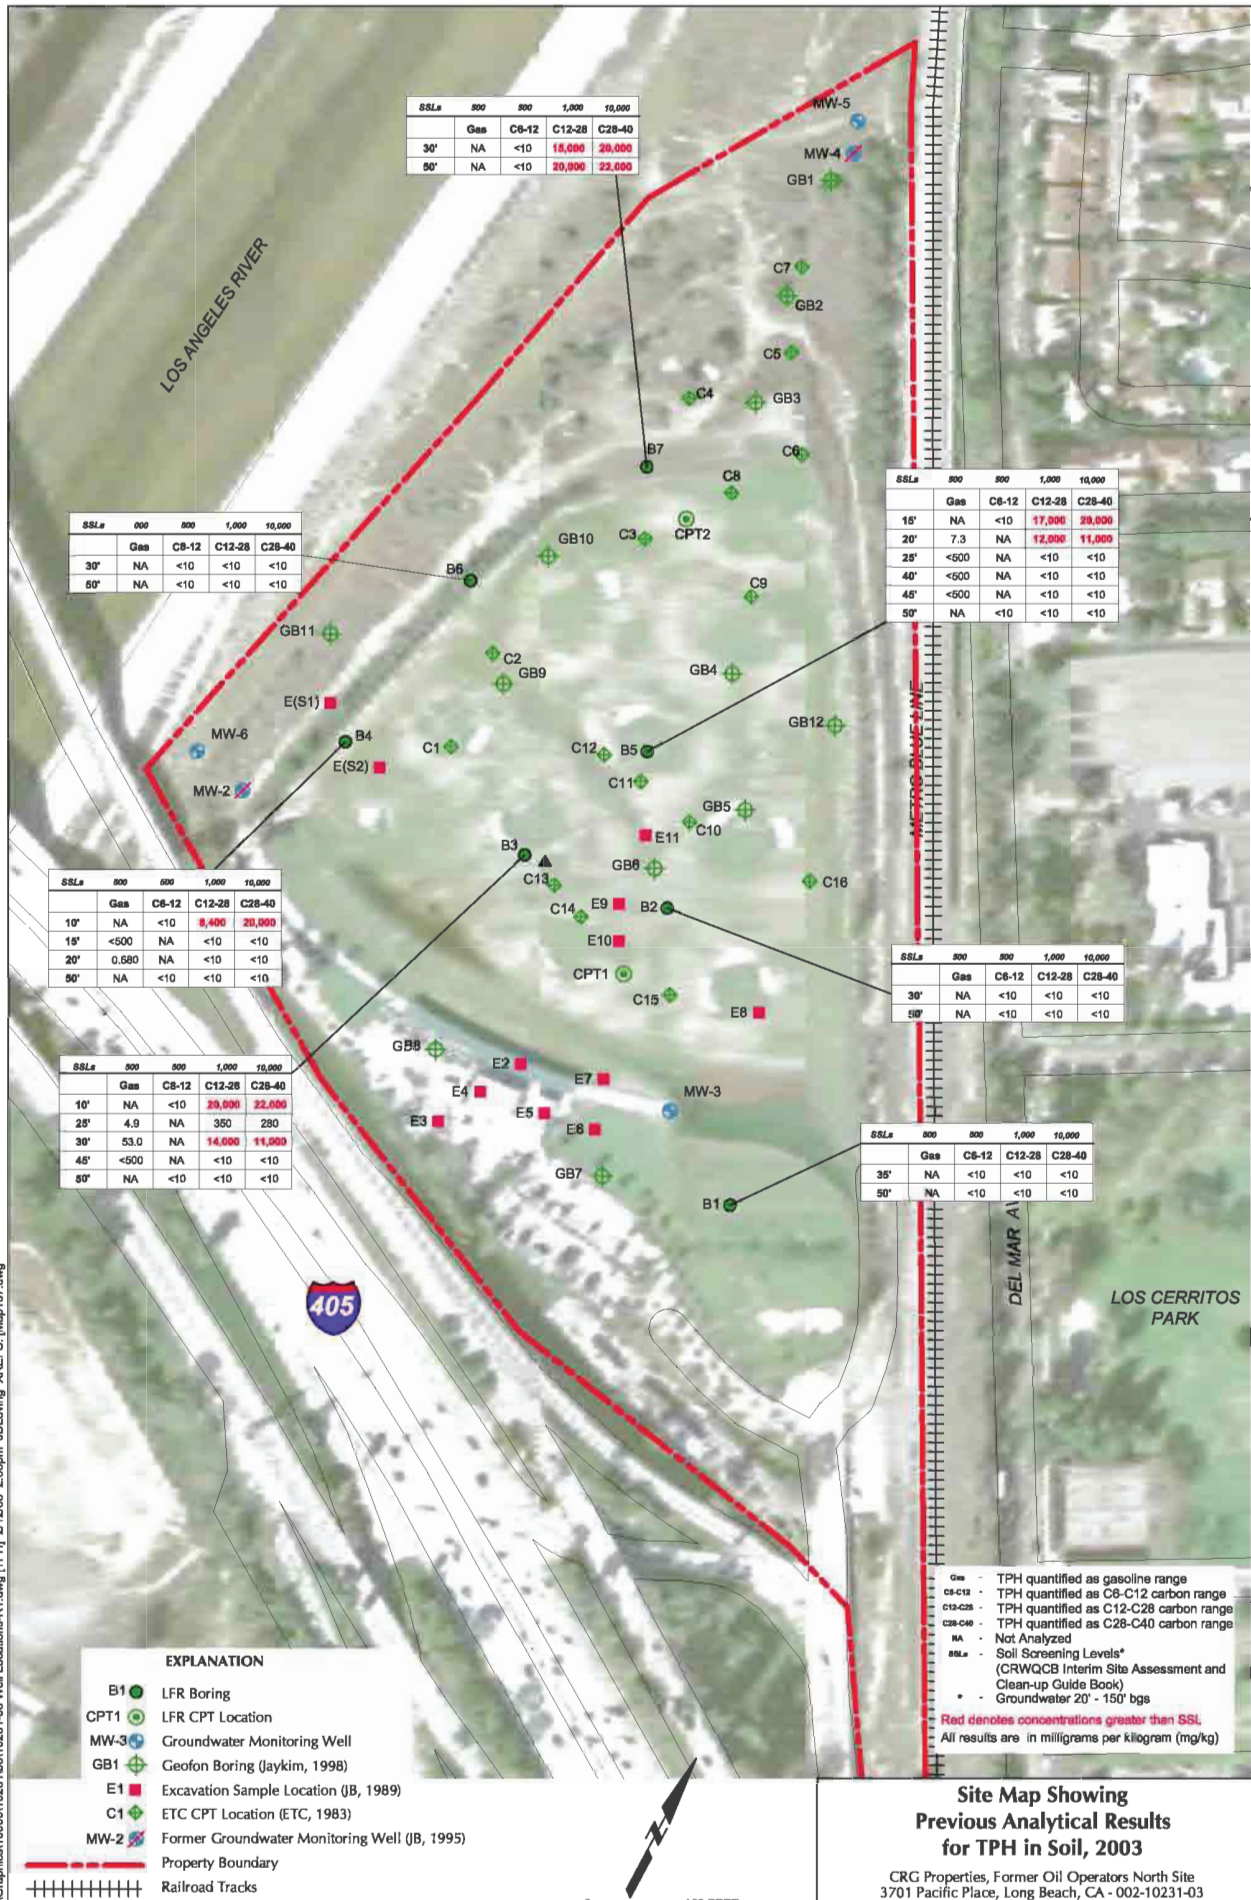 SSLs 500 500 1,000 10,000
Gas C6-12 C12-28 C28-40
30' NA <10 15,000 20,000
50' NA <10 20,000 22,000
MW-5
MW-4
GB1
LOS ANGELES RIVER
C7
GB2
C5
C4
GB3
B7
C6
C8
CPT2
C3
GB10
SSLs 500 500 1,000 10,000
Gas C6-12 C12-28 C28-40
15' NA <10 17,000 20,000
20' 7.3 NA 12,000 11,000
25' <500 NA <10 <10
40' <500 NA <10 <10
45' <500 NA <10 <10
50' NA <10 <10 <10
SSLs 000 500 1,000 10,000
Gas C8-12 C12-28 C28-40
30' NA <10 <10 <10
50' NA <10 <10 <10
B6
C9
GB11
C2
GB9
GB4
E(S1)
GB12
MW-6
B4
C1
C12
B5
E(S2)
C11
MW-2
METRO BLUE LINE
GB5
C10
E11
B3
GB6
C13
C16
C14
E9
B2
E10
CPT1
C15
E8
SSLs 500 500 1,000 10,000
Gas C6-12 C12-28 C28-40
10' NA <10 8,400 20,000
15' <500 NA <10 <10
20' 0.680 NA <10 <10
50' NA <10 <10 <10
SSLs 500 500 1,000 10,000
Gas C6-12 C12-28 C28-40
30' NA <10 <10 <10
50' NA <10 <10 <10
GB8
E2
E7
E4
MW-3
E3
E5
E6
GB7
B1
SSLs 500 500 1,000 10,000
Gas C8-12 C12-28 C28-40
10' NA <10 20,000 22,000
25' 4.9 NA 350 280
30' 53.0 NA 14,000 11,000
45' <500 NA <10 <10
50' NA <10 <10 <10
SSLs 500 500 1,000 10,000
Gas C6-12 C12-28 C28-40
35' NA <10 <10 <10
50' NA <10 <10 <10
DEL MAR AV
405
LOS CERRITOS
PARK
Gas - TPH quantified as gasoline range
C6-C12 - TPH quantified as C6-C12 carbon range
C12-C28 - TPH quantified as C12-C28 carbon range
C28-C40 - TPH quantified as C28-C40 carbon range
NA - Not Analyzed
SSLs - Soil Screening Levels*
(CRWQCB Interim Site Assessment and
Clean-up Guide Book)
* - Groundwater 20' - 150' bgs
Red denotes concentrations greater than SSL
All results are in milligrams per kilogram (mg/kg)
EXPLANATION
B1 LFR Boring
CPT1 LFR CPT Location
MW-3 Groundwater Monitoring Well
GB1 Geofon Boring (Jaykim, 1998)
E1 Excavation Sample Location (JB, 1989)
C1 ETC CPT Location (ETC, 1983)
MW-2 Former Groundwater Monitoring Well (JB, 1995)
Property Boundary
Railroad Tracks
Site Map Showing
Previous Analytical Results
for TPH in Soil, 2003
CRG Properties, Former Oil Operators North Site
3701 Pacific Place, Long Beach, CA - 002-10231-03